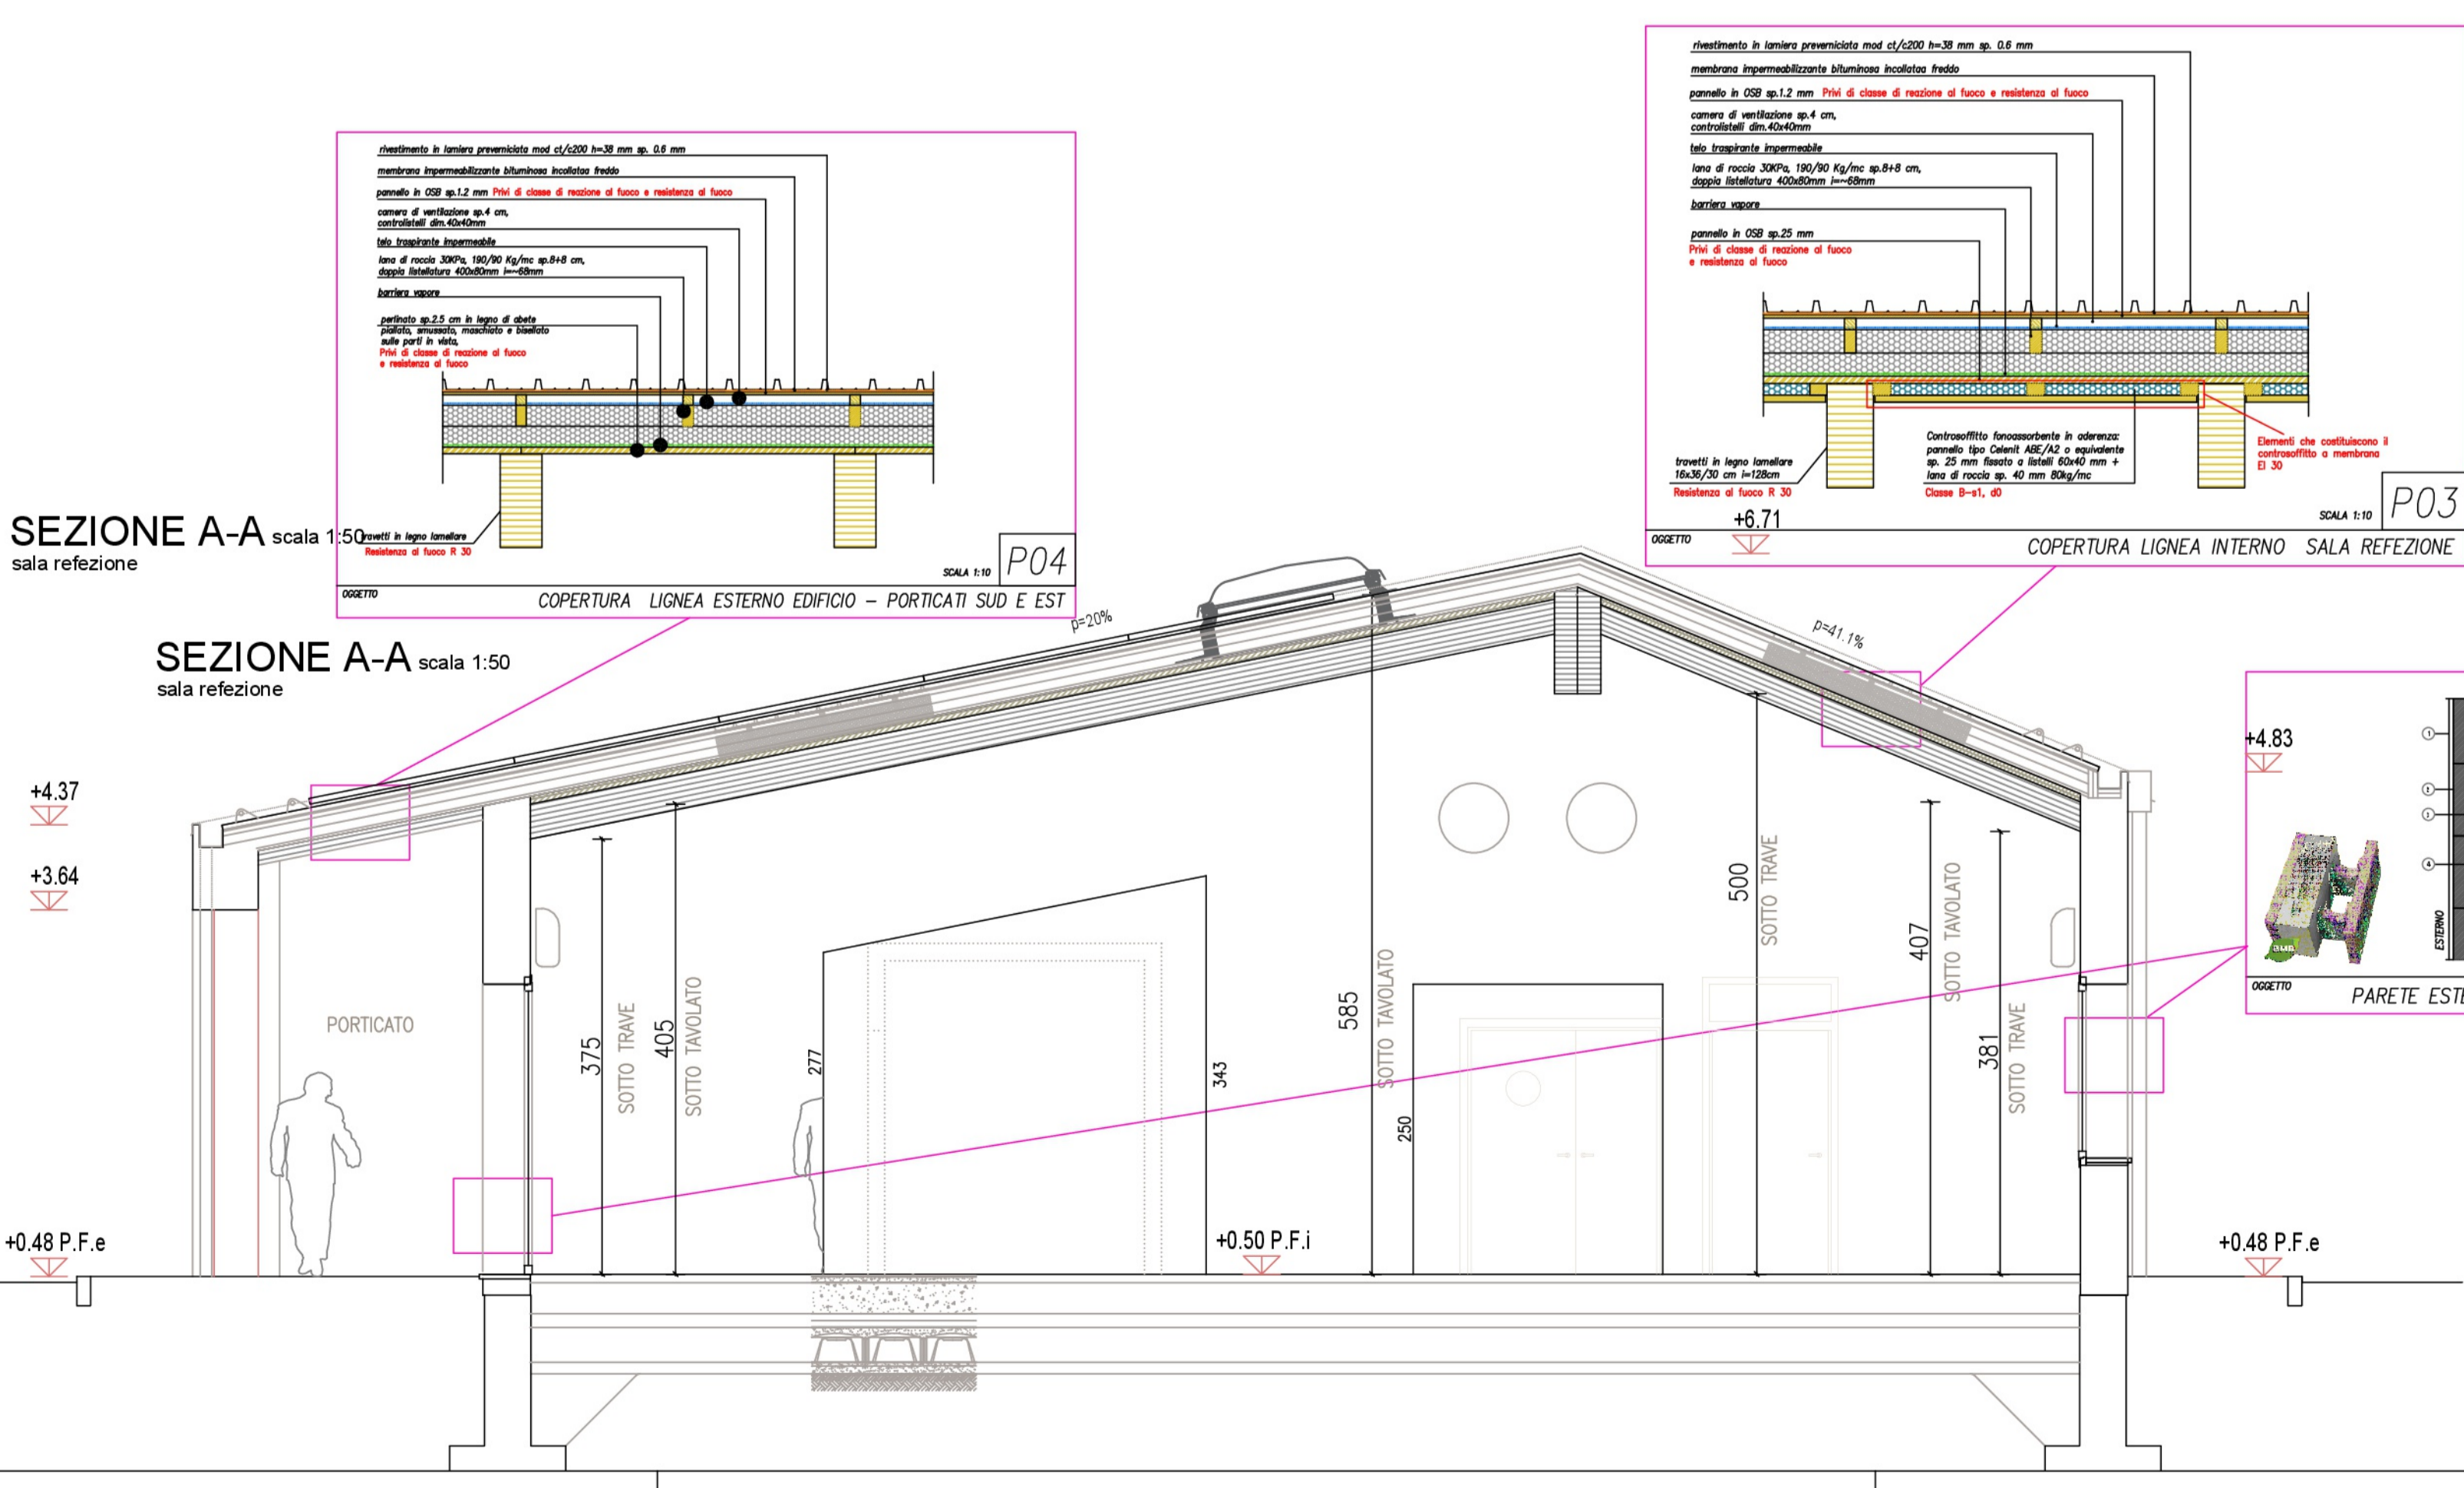 rivestimento in lamiera preverniciata mod ct/c200 h=38 mm sp. 0.6 mm
membrana impermeabilizzante bituminosa incollataa freddo
pannello in OSB sp.1.2 mm Privi di classe di reazione al fuoco e resistenza al fuoco
camera di ventilazione sp.4 cm,
controlistelli dim.40x40mm
telo traspirante impermeabile
lana di roccia 30KPa, 190/90 Kg/mc sp.8+8 cm,
doppia listellatura 400x80mm i=~68mm
barriera vapore
perlinato sp.2.5 cm in legno di abete
piallato, smussato, maschiato e bisellato
sulle parti in vista,
Privi di classe di reazione al fuoco
e resistenza al fuoco
travetti in legno lamellare
Resistenza al fuoco R 30
SCALA 1:10
P04
OGGETTO
COPERTURA LIGNEA ESTERNO EDIFICIO – PORTICATI SUD E EST
rivestimento in lamiera preverniciata mod ct/c200 h=38 mm sp. 0.6 mm
membrana impermeabilizzante bituminosa incollataa freddo
pannello in OSB sp.1.2 mm Privi di classe di reazione al fuoco e resistenza al fuoco
camera di ventilazione sp.4 cm,
controlistelli dim.40x40mm
telo traspirante impermeabile
lana di roccia 30KPa, 190/90 Kg/mc sp.8+8 cm,
doppia listellatura 400x80mm i=~68mm
barriera vapore
pannello in OSB sp.25 mm
Privi di classe di reazione al fuoco
e resistenza al fuoco
travetti in legno lamellare
16x36/30 cm i=128cm
Resistenza al fuoco R 30
Controsoffitto fonoassorbente in aderenza:
pannello tipo Celenit ABE/A2 o equivalente
sp. 25 mm fissato a listelli 60x40 mm +
lana di roccia sp. 40 mm 80kg/mc
Classe B-s1, d0
Elementi che costituiscono il
controsoffitto a membrana
EI 30
SCALA 1:10
P03
OGGETTO
COPERTURA LIGNEA INTERNO SALA REFEZIONE
+6.71
SEZIONE A-A scala 1:50
sala refezione
SEZIONE A-A scala 1:50
sala refezione
p=20%
p=41.1%
+4.37
+3.64
+4.83
1
2
3
4
ESTERNO
OGGETTO
PARETE ESTE
PORTICATO
375
SOTTO TRAVE
405
SOTTO TAVOLATO
277
343
585
SOTTO TAVOLATO
250
500
SOTTO TRAVE
407
SOTTO TAVOLATO
381
SOTTO TRAVE
+0.48 P.F.e
+0.50 P.F.i
+0.48 P.F.e